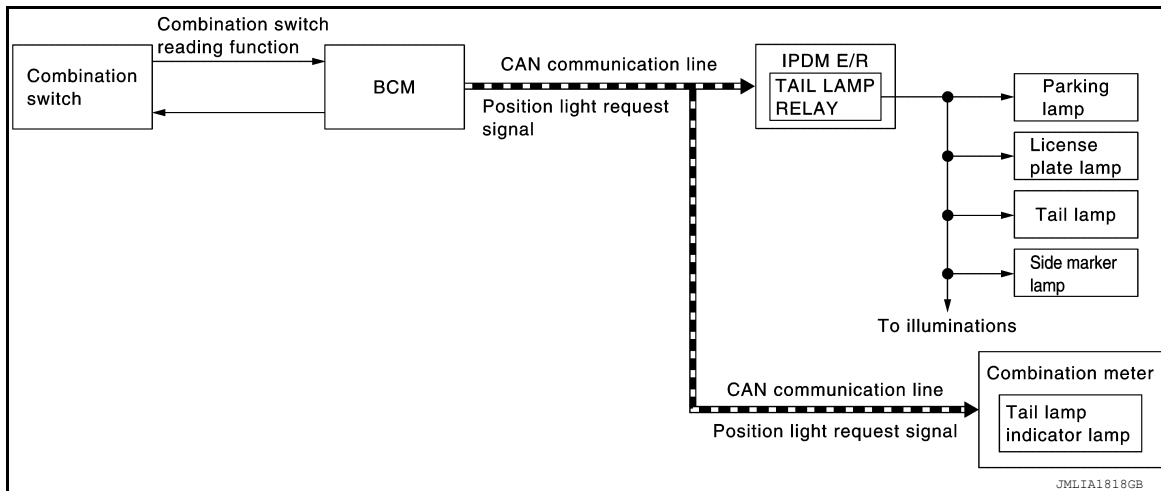 Combination switch
reading function
Combination
switch
BCM
CAN communication line
Position light request
signal
IPDM E/R
TAIL LAMP
RELAY
Parking
lamp
License
plate lamp
Tail lamp
Side marker
lamp
To illuminations
CAN communication line
Position light request signal
Combination meter
Tail lamp
indicator lamp
JMLIA1818GB